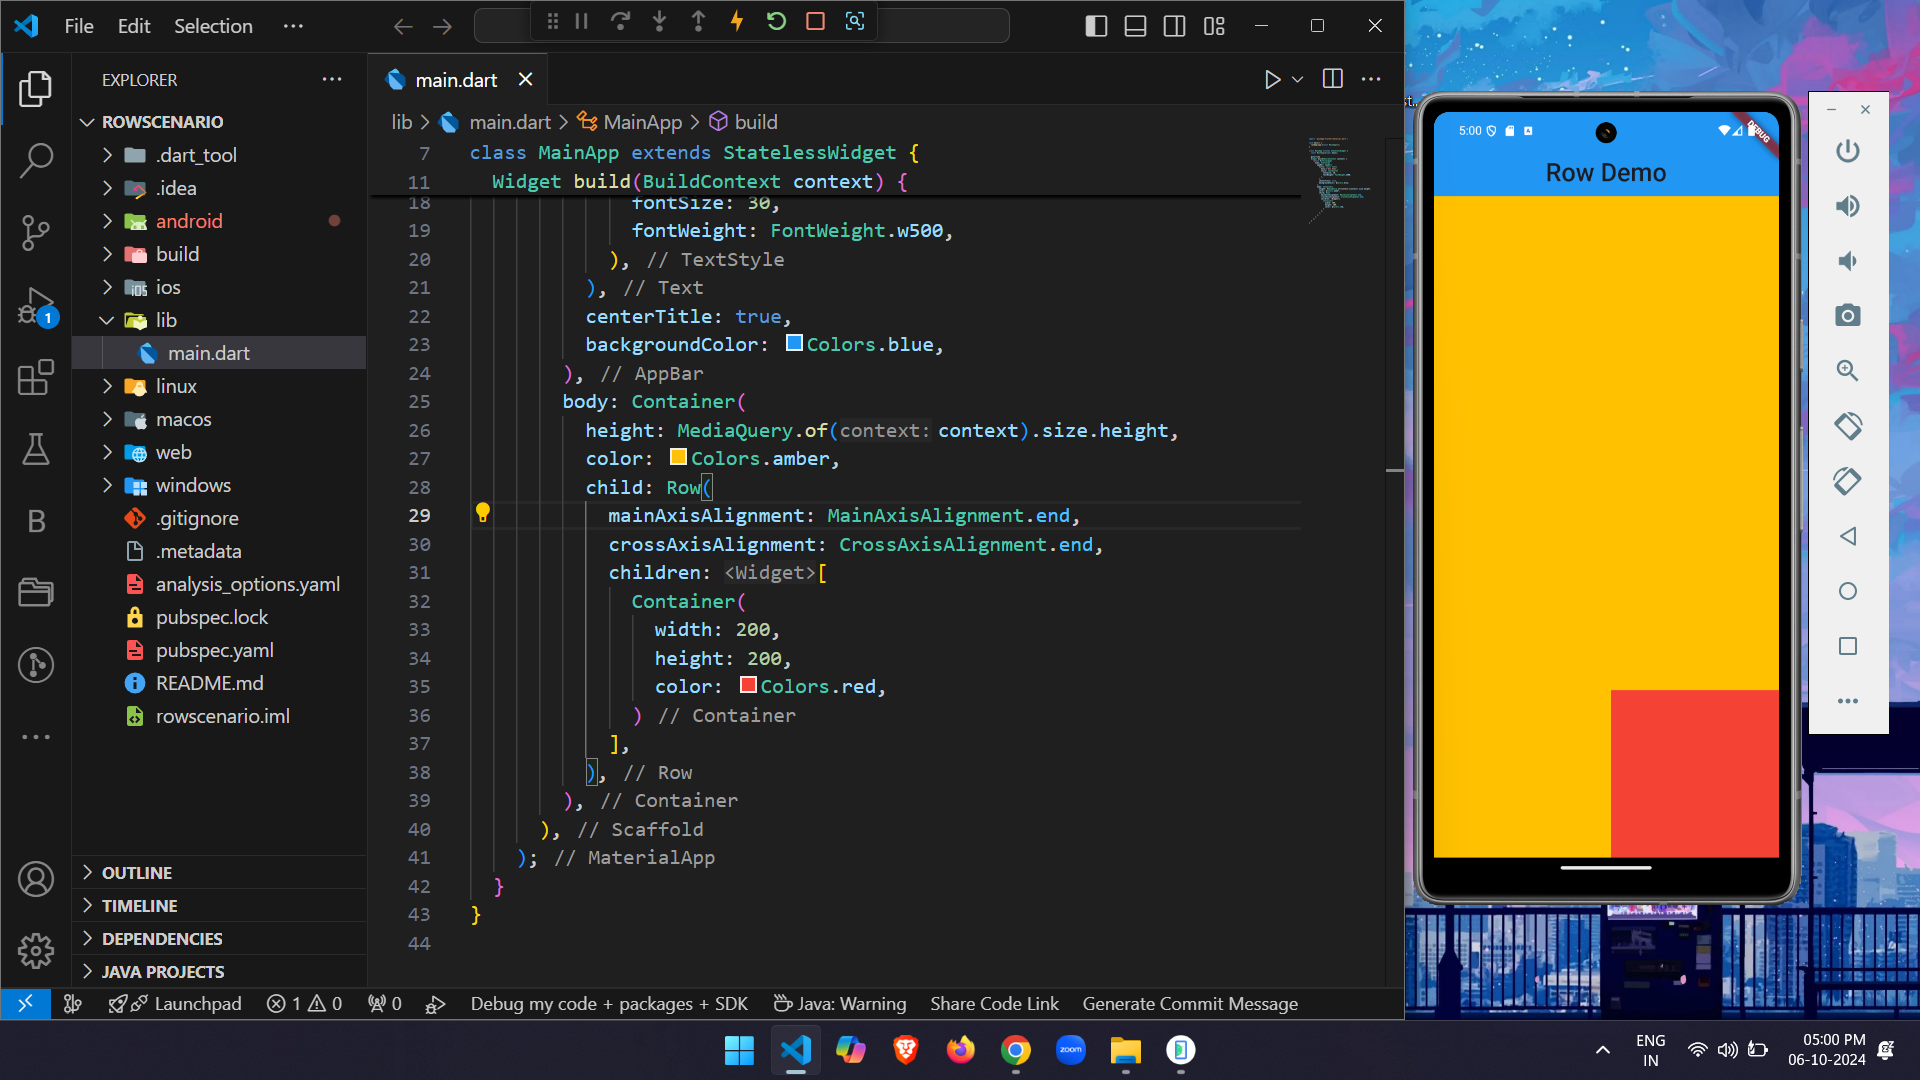 File Edit Selection ···
EXPLORER ···
main.dart
ROWSCENARIO
.dart_tool
.idea
android
build
ios
lib
main.dart
linux
macos
web
windows
.gitignore
.metadata
analysis_options.yaml
pubspec.lock
pubspec.yaml
README.md
rowscenario.iml
OUTLINE
TIMELINE
DEPENDENCIES
JAVA PROJECTS
1
B
lib > main.dart > MainApp > build
7 class MainApp extends StatelessWidget {
11 Widget build(BuildContext context) {
18 fontSize: 30,
19 fontWeight: FontWeight.w500,
20 ), // TextStyle
21 ), // Text
22 centerTitle: true,
23 backgroundColor: Colors.blue,
24 ), // AppBar
25 body: Container(
26 height: MediaQuery.of(context: context).size.height,
27 color: Colors.amber,
28 child: Row(
29 mainAxisAlignment: MainAxisAlignment.end,
30 crossAxisAlignment: CrossAxisAlignment.end,
31 children: <Widget>[
32 Container(
33 width: 200,
34 height: 200,
35 color: Colors.red,
36 ) // Container
37 ],
38 ), // Row
39 ), // Container
40 ), // Scaffold
41 ); // MaterialApp
42 }
43 }
44
Launchpad 1 0 0 Debug my code + packages + SDK Java: Warning Share Code Link Generate Commit Message
5:00
DEBUG
Row Demo
zoom
ENG
IN
05:00 PM
06-10-2024